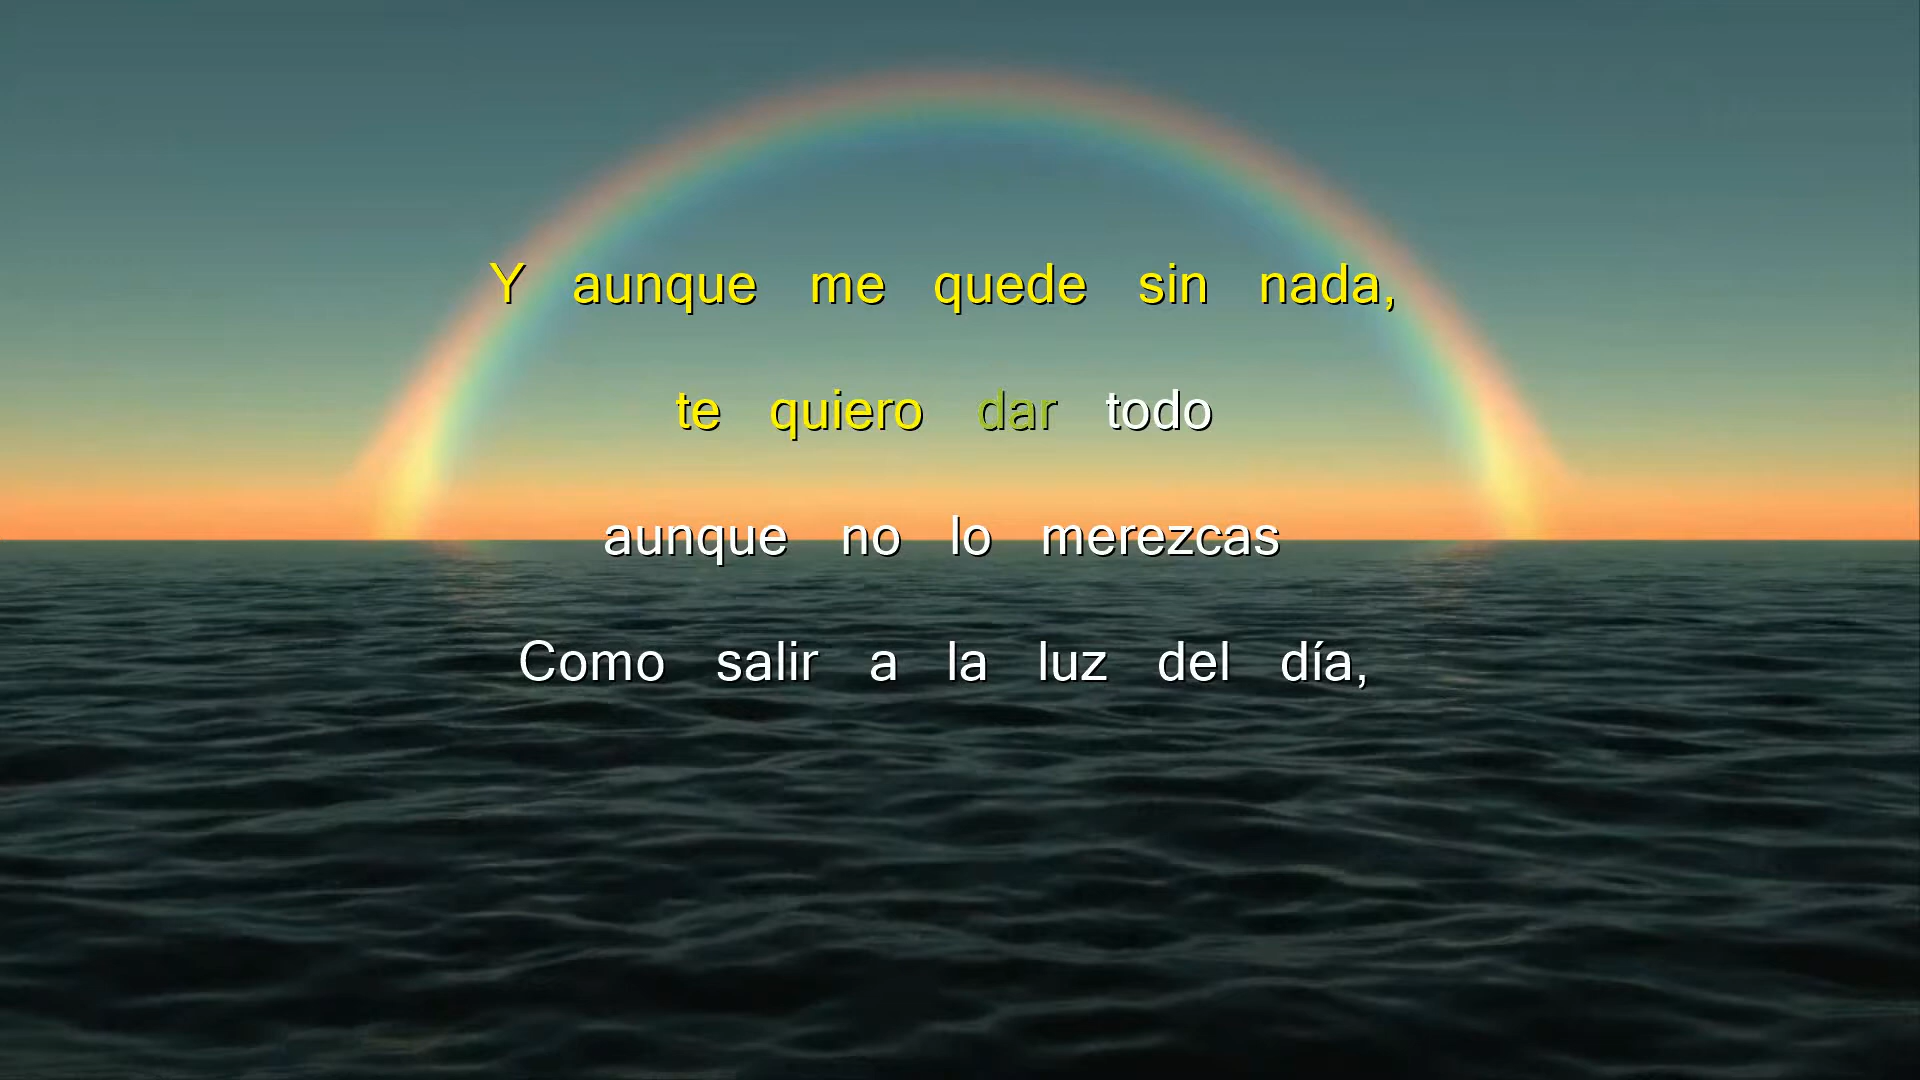 Y aunque me quede sin nada,
te quiero dar todo
aunque no lo merezcas
Como salir a la luz del día,